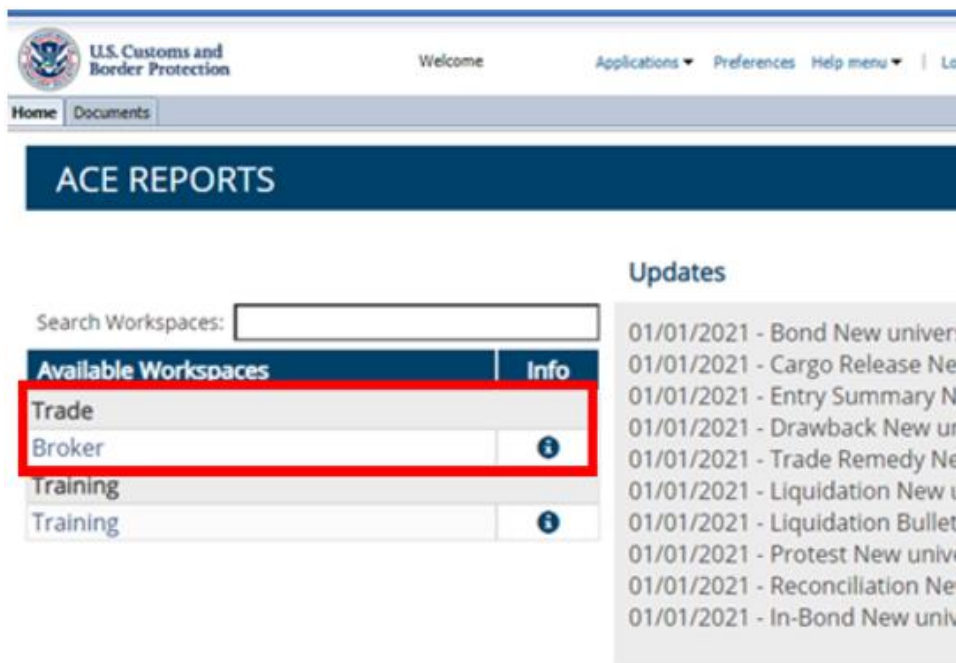 U.S. Customs and
Border Protection
Welcome
Applications
Preferences
Help menu
Home
Documents
ACE REPORTS
Search Workspaces:
Available Workspaces
Info
Trade
Broker
Training
Training
Updates
01/01/2021 - Bond New
01/01/2021 - Cargo Release
01/01/2021 - Entry Summary
01/01/2021 - Drawback New
01/01/2021 - Trade Remedy
01/01/2021 - Liquidation New
01/01/2021 - Liquidation
01/01/2021 - Protest New
01/01/2021 - Reconciliation
01/01/2021 - In-Bond New